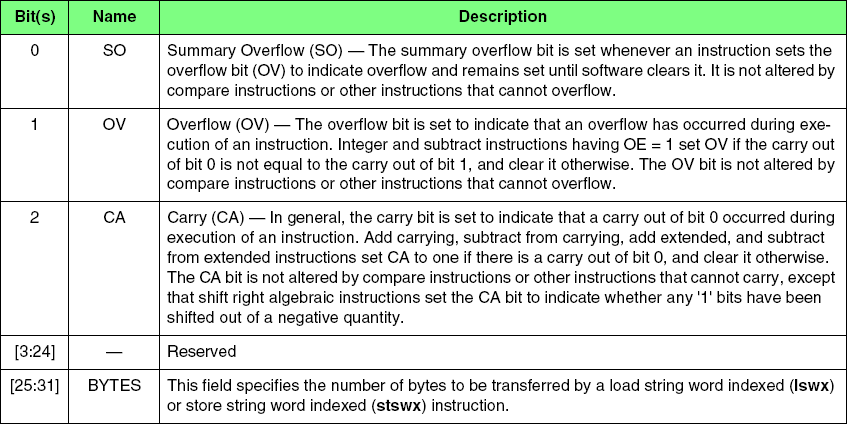 Bit(s) Name Description
0 SO Summary Overflow (SO) — The summary overflow bit is set whenever an instruction sets the
overflow bit (OV) to indicate overflow and remains set until software clears it. It is not altered by
compare instructions or other instructions that cannot overflow.
1 OV Overflow (OV) — The overflow bit is set to indicate that an overflow has occurred during exe-
cution of an instruction. Integer and subtract instructions having OE = 1 set OV if the carry out
of bit 0 is not equal to the carry out of bit 1, and clear it otherwise. The OV bit is not altered by
compare instructions or other instructions that cannot overflow.
2 CA Carry (CA) — In general, the carry bit is set to indicate that a carry out of bit 0 occurred during
execution of an instruction. Add carrying, subtract from carrying, add extended, and subtract
from extended instructions set CA to one if there is a carry out of bit 0, and clear it otherwise.
The CA bit is not altered by compare instructions or other instructions that cannot carry, except
that shift right algebraic instructions set the CA bit to indicate whether any '1' bits have been
shifted out of a negative quantity.
[3:24] — Reserved
[25:31] BYTES This field specifies the number of bytes to be transferred by a load string word indexed (lswx)
or store string word indexed (stswx) instruction.